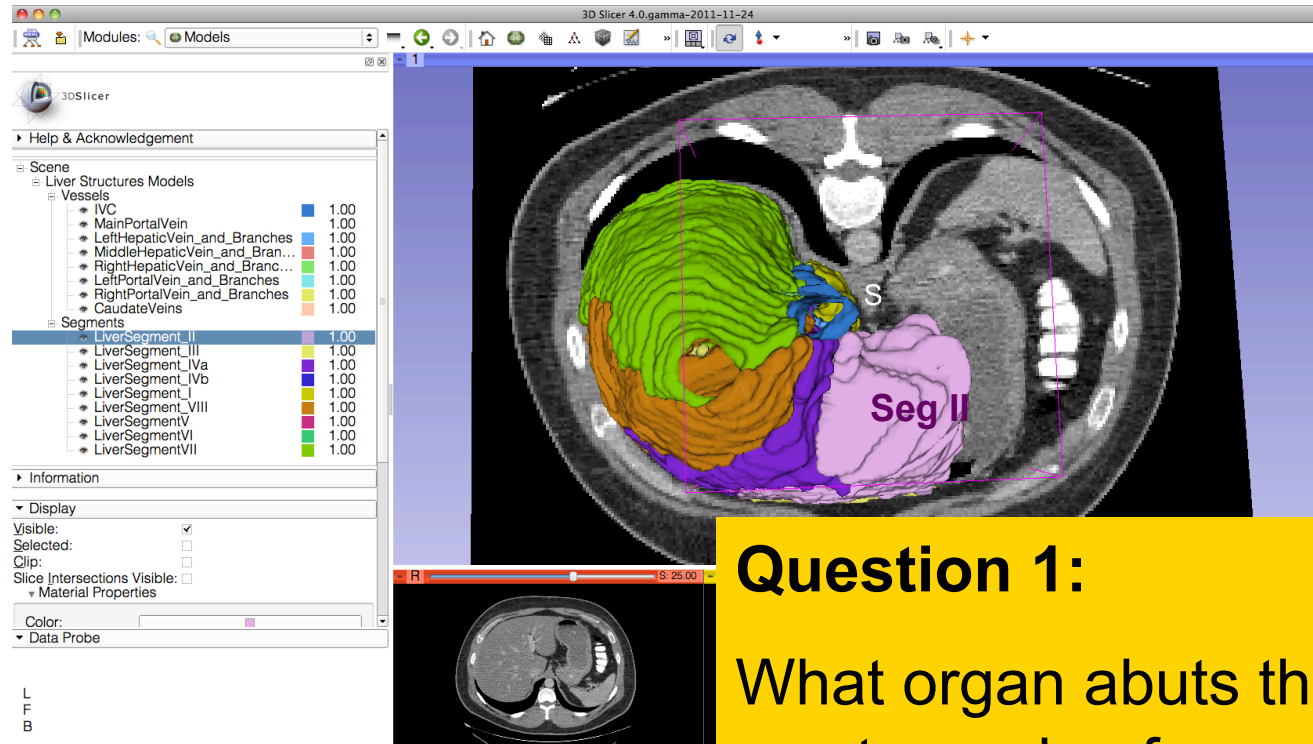 3D Slicer 4.0.gamma-2011-11-24
Modules: Models
1
3DSlicer
Help & Acknowledgement
Scene
Liver Structures Models
Vessels
IVC 1.00
MainPortalVein 1.00
LeftHepaticVein_and_Branches 1.00
MiddleHepaticVein_and_Bran... 1.00
RightHepaticVein_and_Branc... 1.00
LeftPortalVein_and_Branches 1.00
RightPortalVein_and_Branches 1.00
CaudateVeins 1.00
Segments
LiverSegment_II 1.00
LiverSegment_III 1.00
LiverSegment_IVa 1.00
LiverSegment_IVb 1.00
LiverSegment_I 1.00
LiverSegment_VIII 1.00
LiverSegmentV 1.00
LiverSegmentVI 1.00
LiverSegmentVII 1.00
Information
Display
Visible:
Selected:
Clip:
Slice Intersections Visible:
Material Properties
Color:
Data Probe
L
F
B
S
Seg II
R S: 25.00
Question 1:
What organ abuts